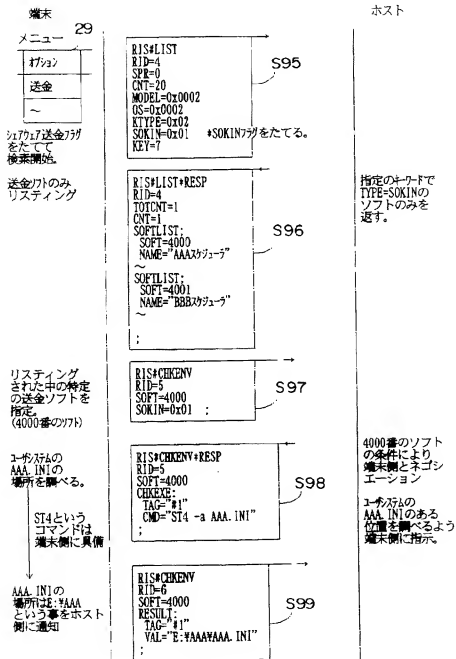 端末
ホスト
29
メニュー
オプション
送金
~
シェアウェア送金フラグ
をたてて
検索開始。
RIS#LIST
RID=4
SPR=0
CNT=20
MODEL=0x0002
OS=0x0002
KTYPE=0x02
SOKIN=0x01 *SOKINフラグをたてる。
KEY=7
S95
送金ソフトのみ
リスティング
RIS#LIST*RESP
RID=4
TOTCNT=1
CNT=1
SOFTLIST:
SOFT=4000
NAME="AAAスケジューラ"
~
SOFTLIST:
SOFT=4001
NAME="BBBスケジューラ"
~
;
S96
指定のキーワードで
TYPE=SOKINの
ソフトのみを
返す。
リスティング
された中の特定
の送金ソフトを
指定。
(4000番のソフト)
RIS#CHKENV
RID=5
SOFT=4000
SOKIN=0x01 ;
S97
ユーザシステムの
AAA.INIの
場所を調べる。
ST4という
コマンドは
端末側に具備
RIS#CHKENV*RESP
RID=5
SOFT=4000
CHKEXE:
TAG="#1"
CMD="ST4 -a AAA.INI"
;
S98
4000番のソフト
の条件により
端末側とネゴシ
エーション
ユーザシステムの
AAA.INIのある
位置を調べるよう
端末側に指示。
AAA.INIの
場所はE:¥AAA
という事をホスト
側に通知
RIS#CHKENV
RID=6
SOFT=4000
RESULT:
TAG="#1"
VAL="E:¥AAA¥AAA.INI"
;
S99